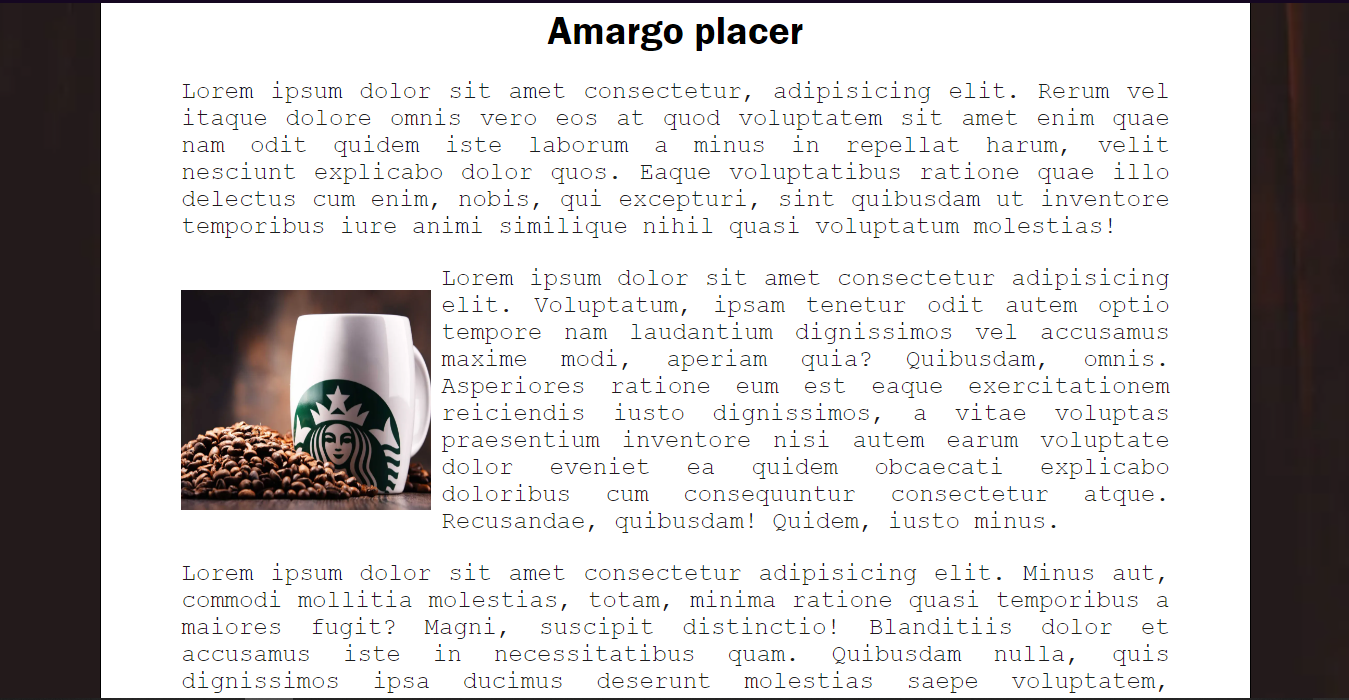 Amargo placer
Lorem ipsum dolor sit amet consectetur, adipisicing elit. Rerum vel
itaque dolore omnis vero eos at quod voluptatem sit amet enim quae
nam odit quidem iste laborum a minus in repellat harum, velit
nesciunt explicabo dolor quos. Eaque voluptatibus ratione quae illo
delectus cum enim, nobis, qui excepturi, sint quibusdam ut inventore
temporibus iure animi similique nihil quasi voluptatum molestias!
Lorem ipsum dolor sit amet consectetur adipisicing
elit. Voluptatum, ipsam tenetur odit autem optio
tempore nam laudantium dignissimos vel accusamus
maxime modi, aperiam quia? Quibusdam, omnis.
Asperiores ratione eum est eaque exercitationem
reiciendis iusto dignissimos, a vitae voluptas
praesentium inventore nisi autem earum voluptate
dolor eveniet ea quidem obcaecati explicabo
doloribus cum consequuntur consectetur atque.
Recusandae, quibusdam! Quidem, iusto minus.
Lorem ipsum dolor sit amet consectetur adipisicing elit. Minus aut,
commodi mollitia molestias, totam, minima ratione quasi temporibus a
maiores fugit? Magni, suscipit distinctio! Blanditiis dolor et
accusamus iste in necessitatibus quam. Quibusdam nulla, quis
dignissimos ipsa ducimus deserunt molestias saepe voluptatem,